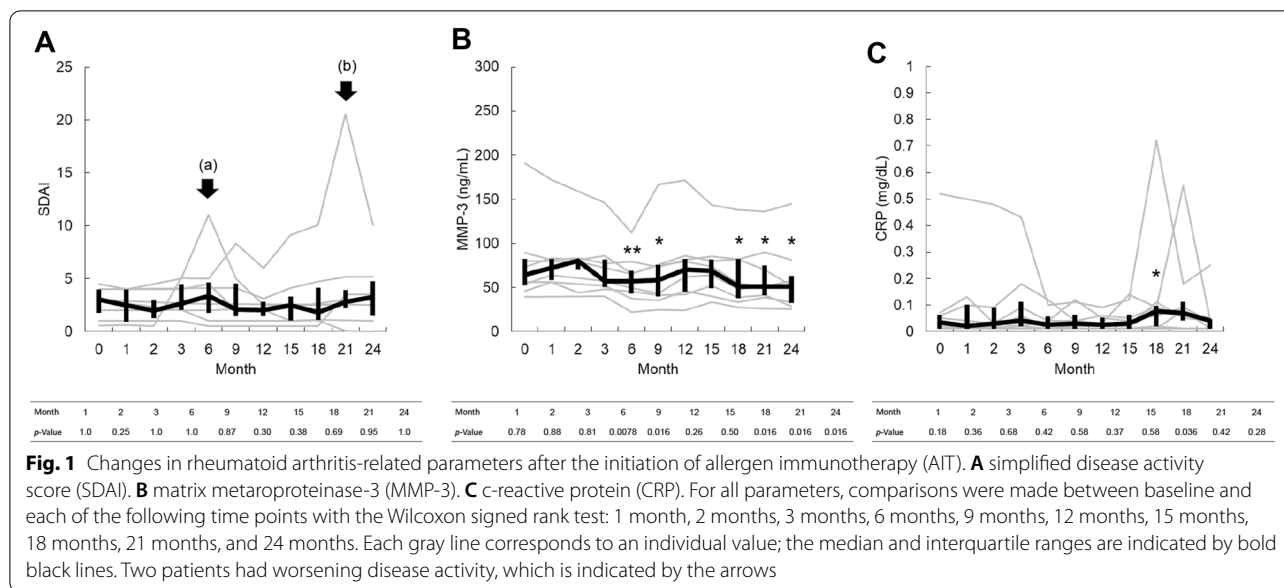 A
B
C
25
20
15
10
5
0
SDAI
(a)
(b)
0 1 2 3 6 9 12 15 18 21 24
Month
300
250
200
150
100
50
0
MMP-3 (ng/mL)
** * * * *
0 1 2 3 6 9 12 15 18 21 24
Month
1
0.9
0.8
0.7
0.6
0.5
0.4
0.3
0.2
0.1
0
CRP (mg/dL)
*
0 1 2 3 6 9 12 15 18 21 24
Month
Month 1 2 3 6 9 12 15 18 21 24
p-Value 1.0 0.25 1.0 1.0 0.87 0.30 0.38 0.69 0.95 1.0
Month 1 2 3 6 9 12 15 18 21 24
p-Value 0.78 0.88 0.81 0.0078 0.016 0.26 0.50 0.016 0.016 0.016
Month 1 2 3 6 9 12 15 18 21 24
p-Value 0.18 0.36 0.68 0.42 0.58 0.37 0.58 0.036 0.42 0.28
Fig. 1 Changes in rheumatoid arthritis-related parameters after the initiation of allergen immunotherapy (AIT). A simplified disease activity
score (SDAI). B matrix metaroproteinase-3 (MMP-3). C c-reactive protein (CRP). For all parameters, comparisons were made between baseline and
each of the following time points with the Wilcoxon signed rank test: 1 month, 2 months, 3 months, 6 months, 9 months, 12 months, 15 months,
18 months, 21 months, and 24 months. Each gray line corresponds to an individual value; the median and interquartile ranges are indicated by bold
black lines. Two patients had worsening disease activity, which is indicated by the arrows